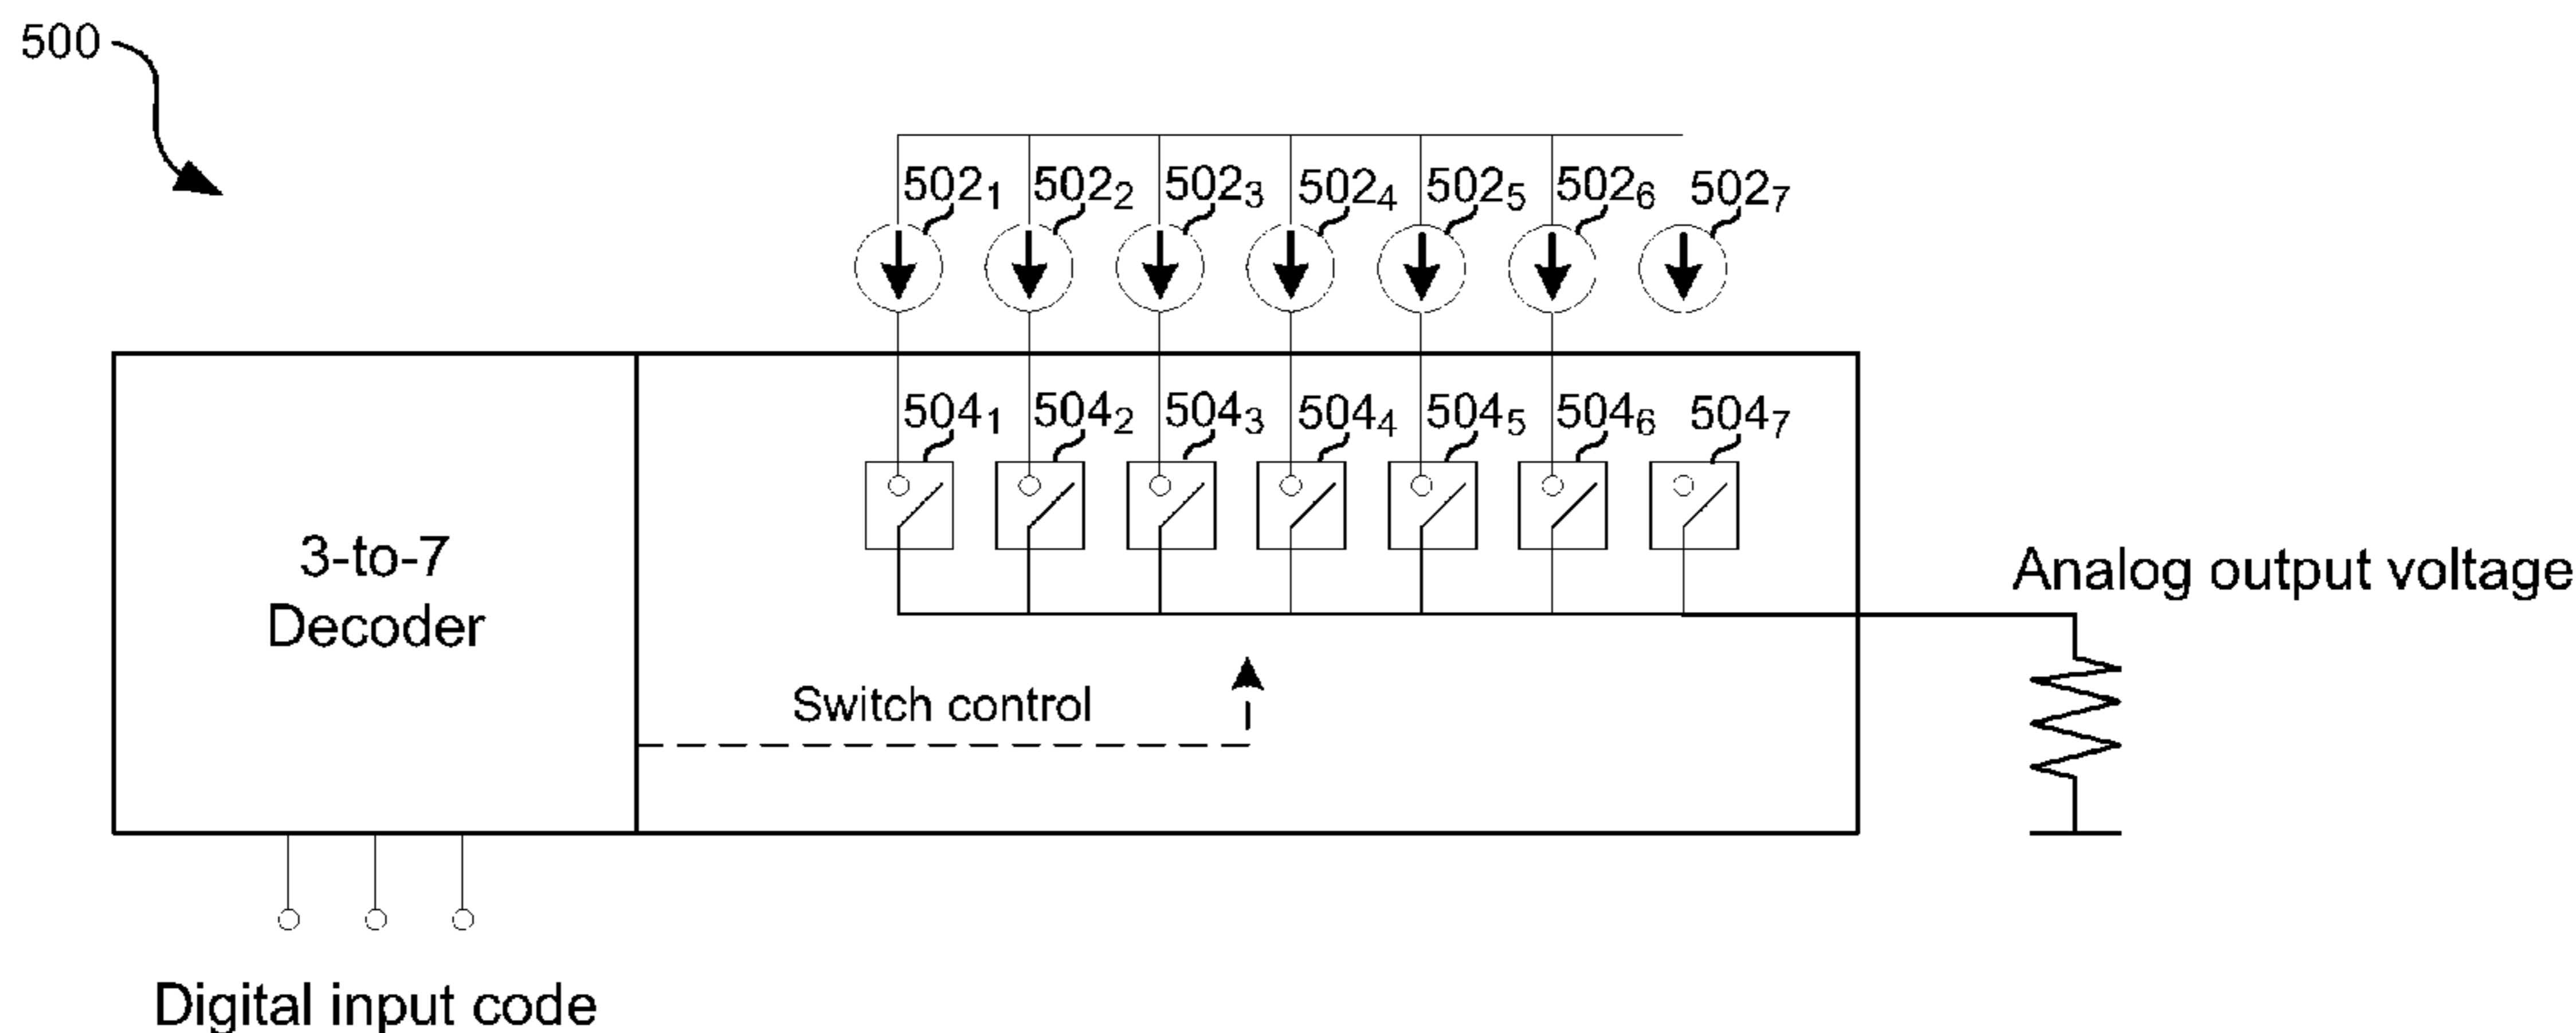 500
502₁ 502₂ 502₃ 502₄ 502₅ 502₆ 502₇
504₁ 504₂ 504₃ 504₄ 504₅ 504₆ 504₇
3-to-7
Decoder
Analog output voltage
Switch control
Digital input code